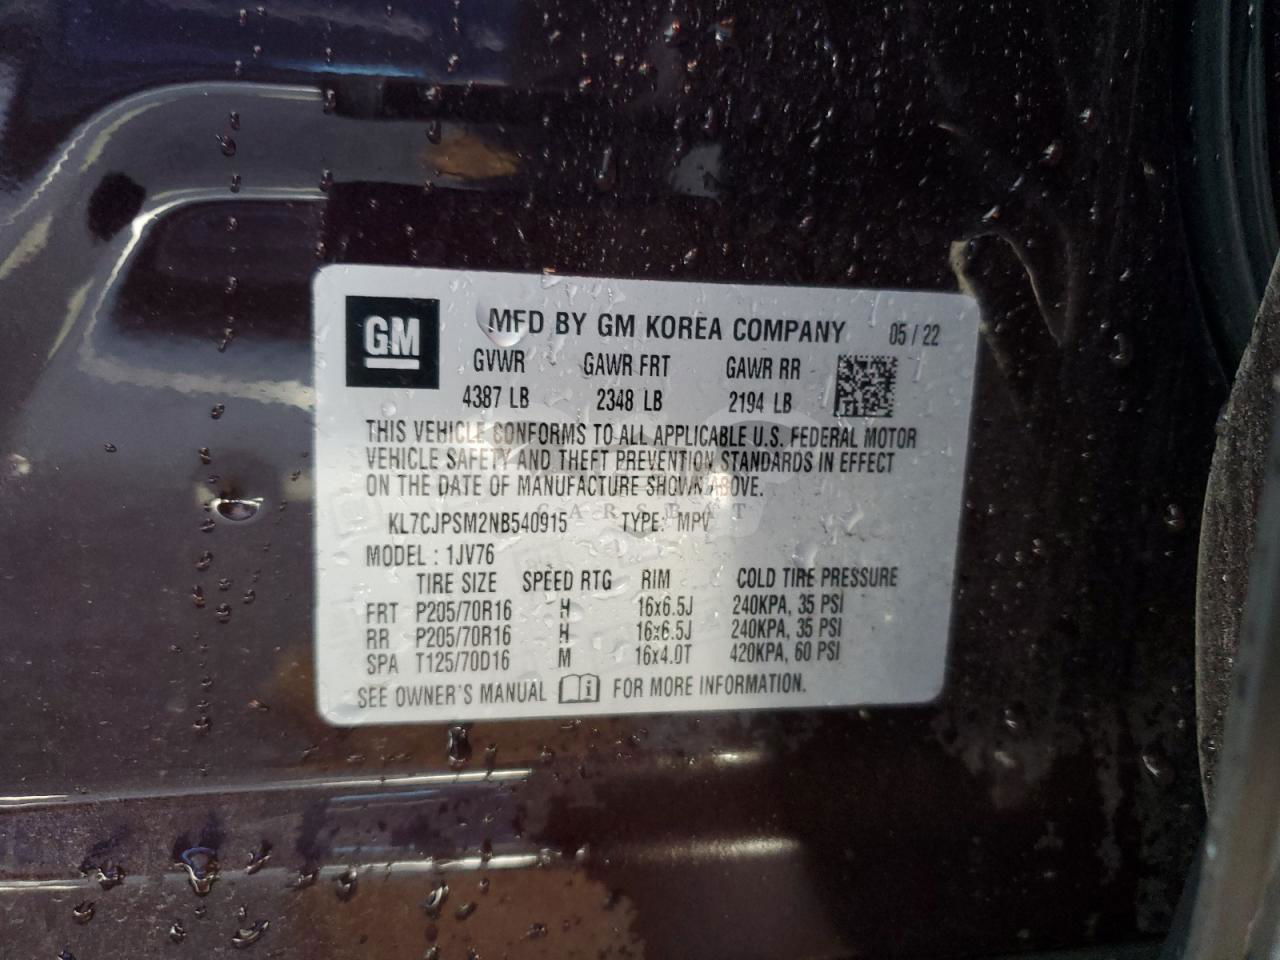 GM MFD BY GM KOREA COMPANY 05 / 22
GVWR GAWR FRT GAWR RR
4387 LB 2348 LB 2194 LB
THIS VEHICLE CONFORMS TO ALL APPLICABLE U.S. FEDERAL MOTOR
VEHICLE SAFETY AND THEFT PREVENTION STANDARDS IN EFFECT
ON THE DATE OF MANUFACTURE SHOWN ABOVE.
CARSBAT
KL7CJPSM2NB540915 TYPE: MPV
MODEL : 1JV76
TIRE SIZE SPEED RTG RIM COLD TIRE PRESSURE
FRT P205/70R16 H 16x6.5J 240KPA, 35 PSI
RR P205/70R16 H 16x6.5J 240KPA, 35 PSI
SPA T125/70D16 M 16x4.0T 420KPA, 60 PSI
SEE OWNER'S MANUAL FOR MORE INFORMATION.